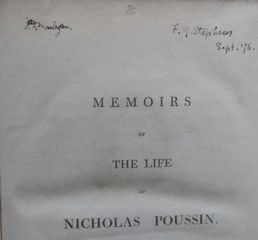 F. G. Stephens
Sept. '76.
MEMOIRS
OF
THE LIFE
OF
NICHOLAS POUSSIN.